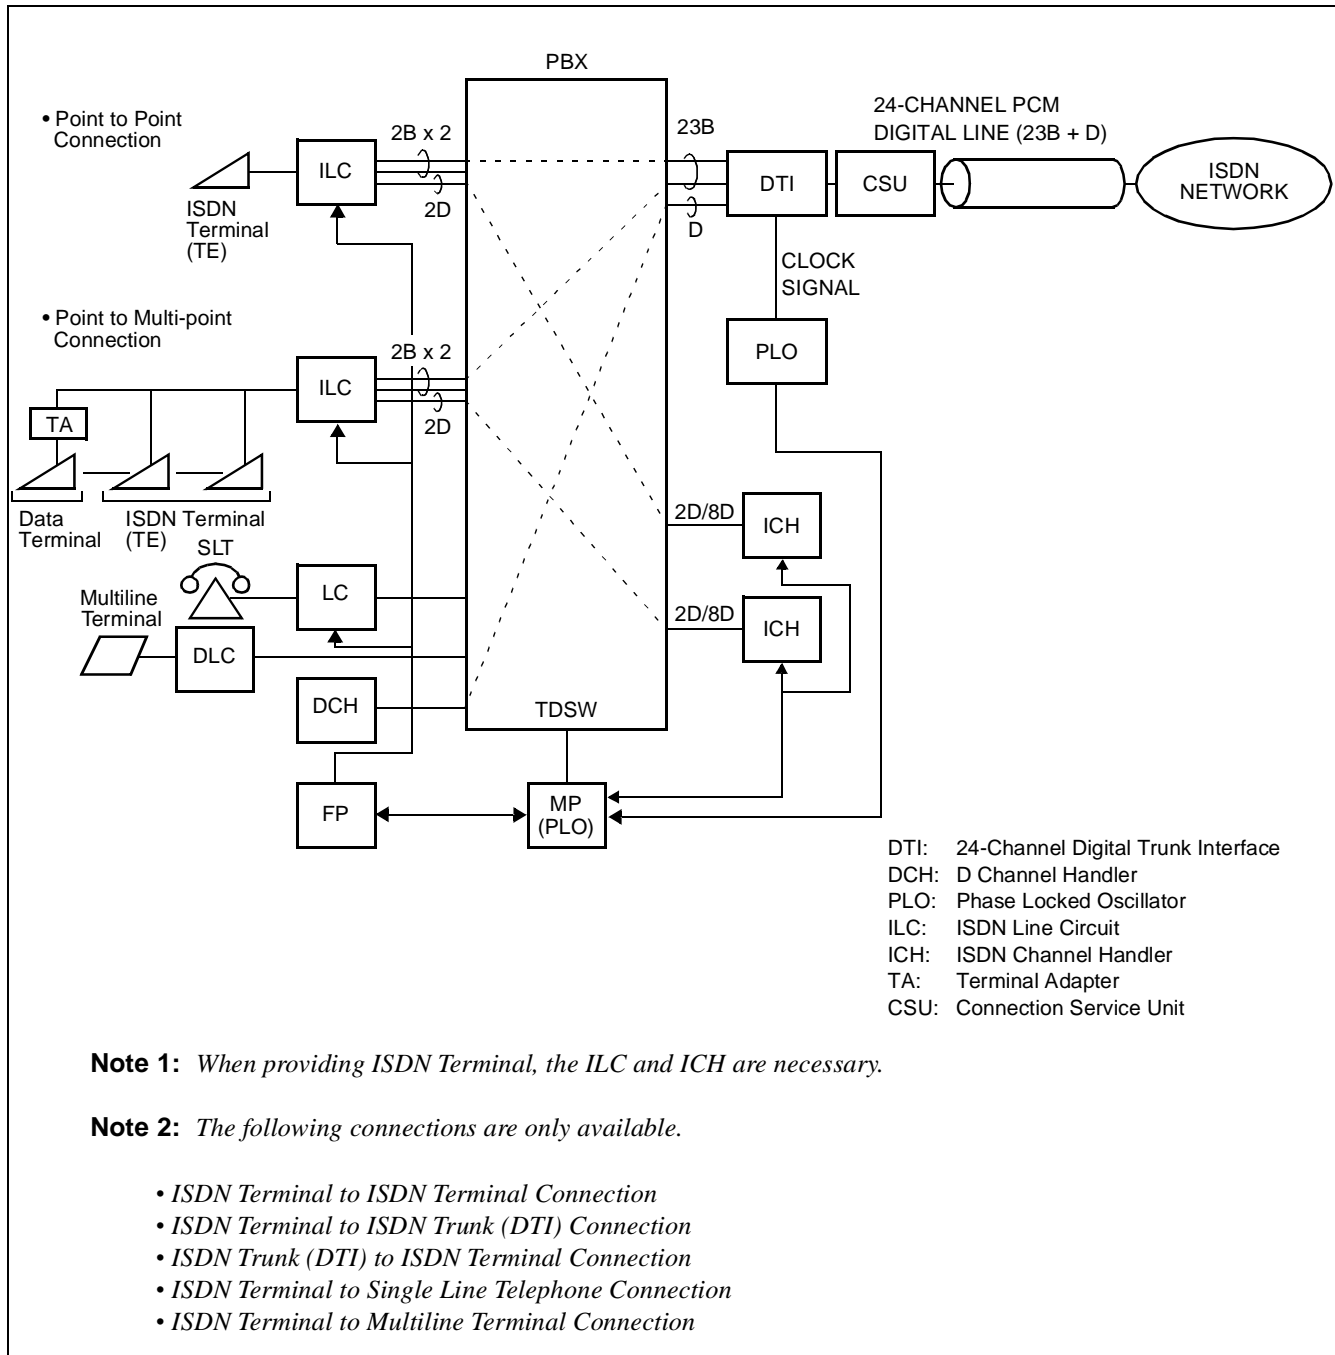 PBX
• Point to Point
Connection
2B x 2
23B
24-CHANNEL PCM
DIGITAL LINE (23B + D)
ILC
DTI
CSU
ISDN
NETWORK
ISDN
Terminal
(TE)
2D
D
CLOCK
SIGNAL
• Point to Multi-point
Connection
2B x 2
PLO
ILC
TA
2D
Data
Terminal
ISDN Terminal
(TE)
2D/8D
ICH
SLT
LC
Multiline
Terminal
2D/8D
ICH
DLC
DCH
TDSW
FP
MP
(PLO)
DTI: 24-Channel Digital Trunk Interface
DCH: D Channel Handler
PLO: Phase Locked Oscillator
ILC: ISDN Line Circuit
ICH: ISDN Channel Handler
TA: Terminal Adapter
CSU: Connection Service Unit
Note 1: When providing ISDN Terminal, the ILC and ICH are necessary.
Note 2: The following connections are only available.
• ISDN Terminal to ISDN Terminal Connection
• ISDN Terminal to ISDN Trunk (DTI) Connection
• ISDN Trunk (DTI) to ISDN Terminal Connection
• ISDN Terminal to Single Line Telephone Connection
• ISDN Terminal to Multiline Terminal Connection